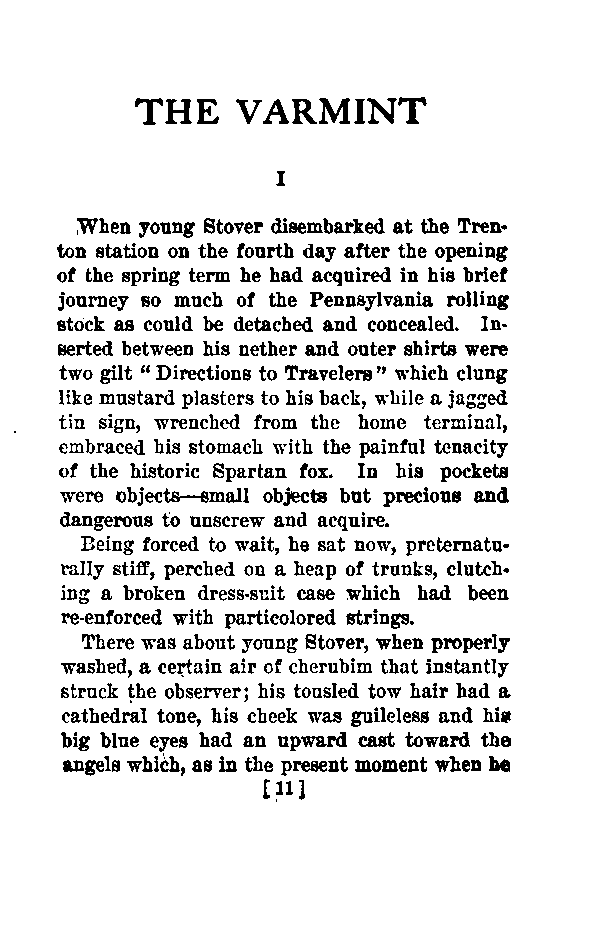 THE VARMINT
I
When young Stover disembarked at the Tren-
ton station on the fourth day after the opening
of the spring term he had acquired in his brief
journey so much of the Pennsylvania rolling
stock as could be detached and concealed. In-
serted between his nether and outer shirts were
two gilt “Directions to Travelers” which clung
like mustard plasters to his back, while a jagged
tin sign, wrenched from the home terminal,
embraced his stomach with the painful tenacity
of the historic Spartan fox. In his pockets
were objects—small objects but precious and
dangerous to unscrew and acquire.
Being forced to wait, he sat now, preternatu-
rally stiff, perched on a heap of trunks, clutch-
ing a broken dress-suit case which had been
re-enforced with particolored strings.
There was about young Stover, when properly
washed, a certain air of cherubim that instantly
struck the observer; his tousled tow hair had a
cathedral tone, his cheek was guileless and his
big blue eyes had an upward cast toward the
angels which, as in the present moment when he
[11]